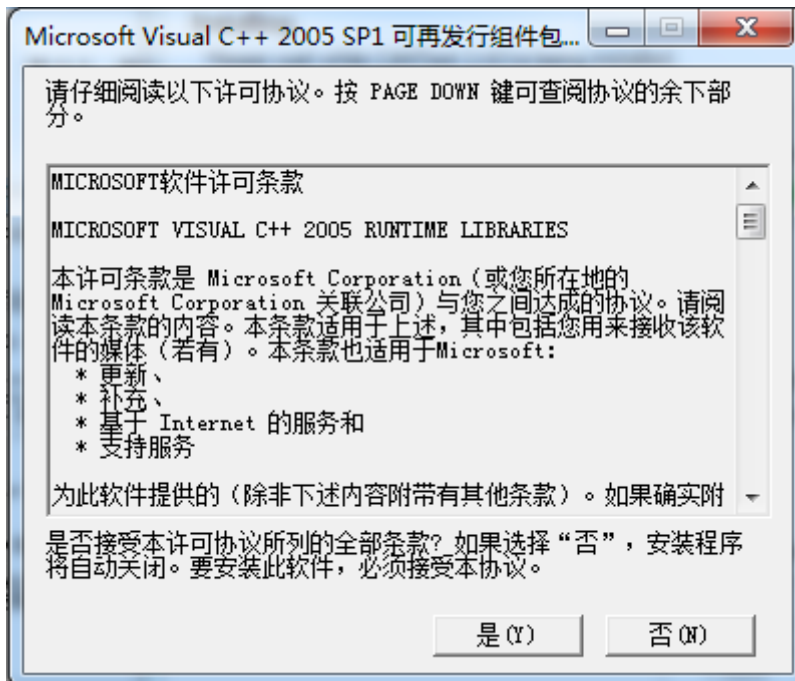 Microsoft Visual C++ 2005 SP1 可再发行组件包...
请仔细阅读以下许可协议。按 PAGE DOWN 键可查阅协议的余下部
分。
MICROSOFT软件许可条款
MICROSOFT VISUAL C++ 2005 RUNTIME LIBRARIES
本许可条款是 Microsoft Corporation（或您所在地的
Microsoft Corporation 关联公司）与您之间达成的协议。请阅
读本条款的内容。本条款适用于上述，其中包括您用来接收该软
件的媒体（若有）。本条款也适用于Microsoft:
* 更新、
* 补充、
* 基于 Internet 的服务和
* 支持服务
为此软件提供的（除非下述内容附带有其他条款）。如果确实附
是否接受本许可协议所列的全部条款? 如果选择“否”，安装程序
将自动关闭。要安装此软件，必须接受本协议。
是(Y)
否(N)